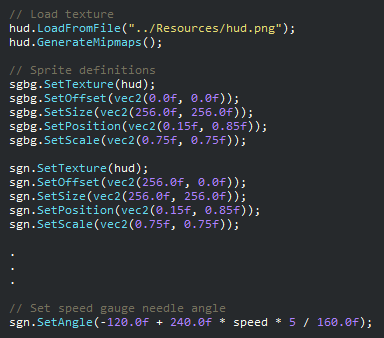 // Load texture
hud.LoadFromFile("../Resources/hud.png");
hud.GenerateMipmaps();
// Sprite definitions
sgbg.SetTexture(hud);
sgbg.SetOffset(vec2(0.0f, 0.0f));
sgbg.SetSize(vec2(256.0f, 256.0f));
sgbg.SetPosition(vec2(0.15f, 0.85f));
sgbg.SetScale(vec2(0.75f, 0.75f));
sgn.SetTexture(hud);
sgn.SetOffset(vec2(256.0f, 0.0f));
sgn.SetSize(vec2(256.0f, 256.0f));
sgn.SetPosition(vec2(0.15f, 0.85f));
sgn.SetScale(vec2(0.75f, 0.75f));
.
.
.
// Set speed gauge needle angle
sgn.SetAngle(-120.0f + 240.0f * speed * 5 / 160.0f);